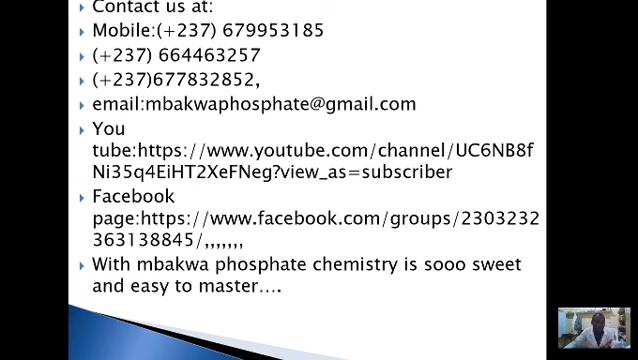 Contact us at:
Mobile:(+237) 679953185
(+237) 664463257
(+237)677832852,
email:mbakwaphosphate@gmail.com
You
tube:https://www.youtube.com/channel/UC6NB8f
Ni35q4EiHT2XeFNeg?view_as=subscriber
Facebook
page:https://www.facebook.com/groups/2303232
363138845/,,,,,,,
With mbakwa phosphate chemistry is sooo sweet
and easy to master....